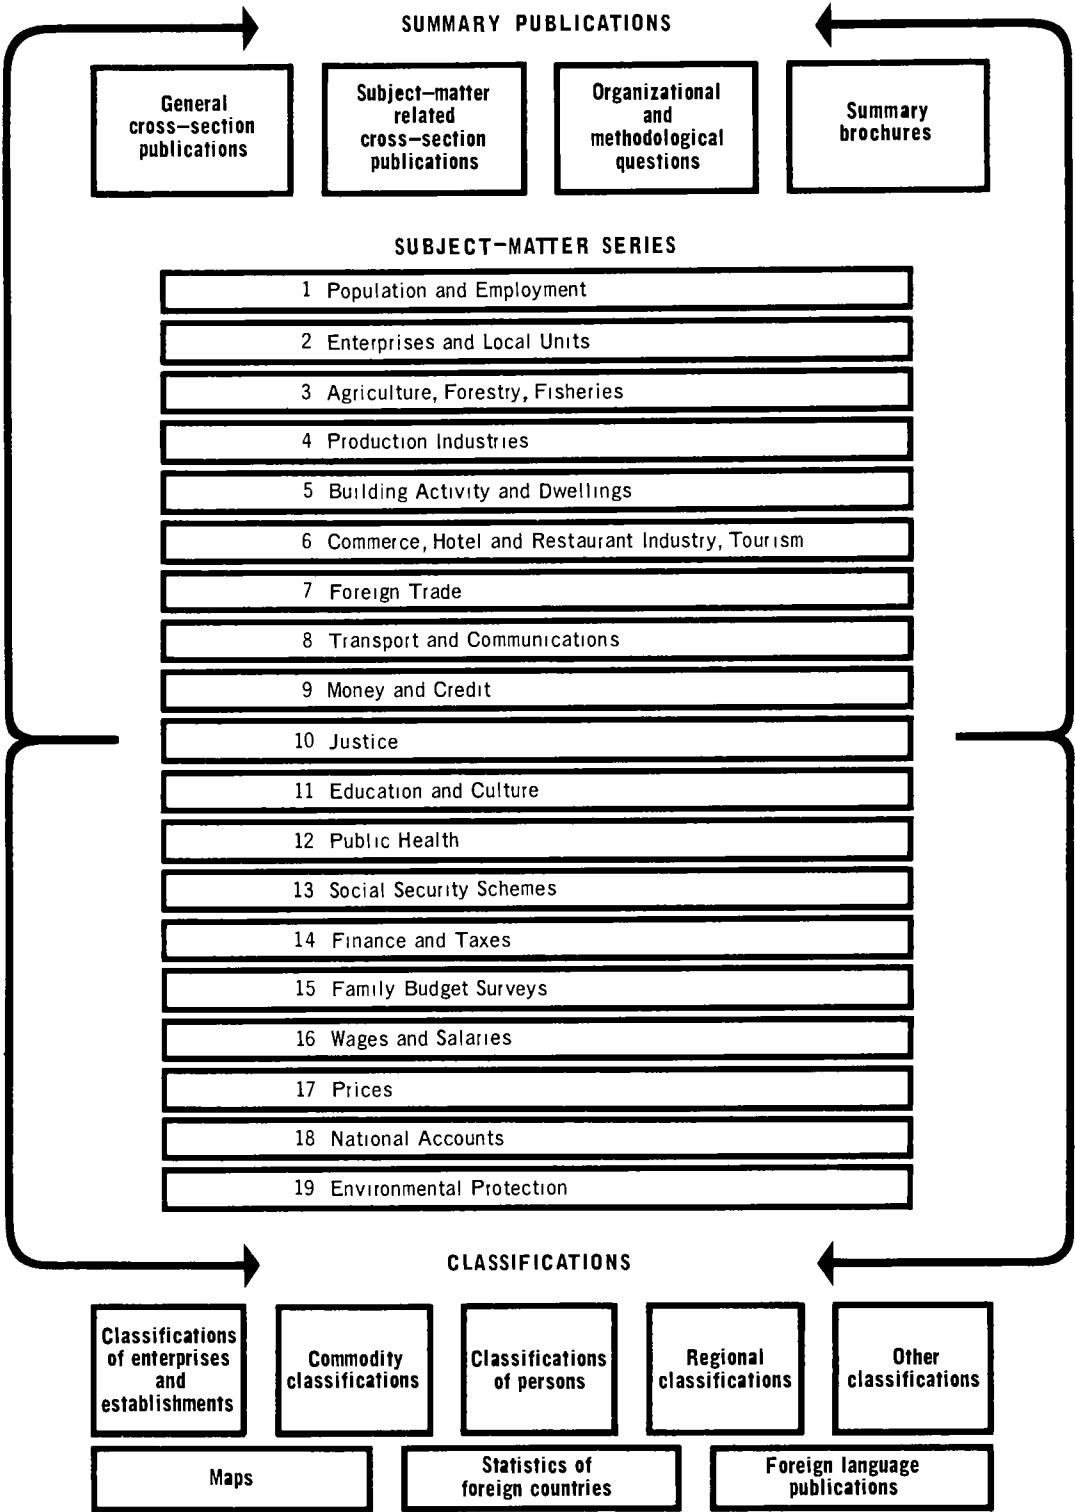 SUMMARY PUBLICATIONS
General
cross-section
publications
Subject-matter
related
cross-section
publications
Organizational
and
methodological
questions
Summary
brochures
SUBJECT-MATTER SERIES
1 Population and Employment
2 Enterprises and Local Units
3 Agriculture, Forestry, Fisheries
4 Production Industries
5 Building Activity and Dwellings
6 Commerce, Hotel and Restaurant Industry, Tourism
7 Foreign Trade
8 Transport and Communications
9 Money and Credit
10 Justice
11 Education and Culture
12 Public Health
13 Social Security Schemes
14 Finance and Taxes
15 Family Budget Surveys
16 Wages and Salaries
17 Prices
18 National Accounts
19 Environmental Protection
CLASSIFICATIONS
Classifications
of enterprises
and
establishments
Commodity
classifications
Classifications
of persons
Regional
classifications
Other
classifications
Maps
Statistics of
foreign countries
Foreign language
publications